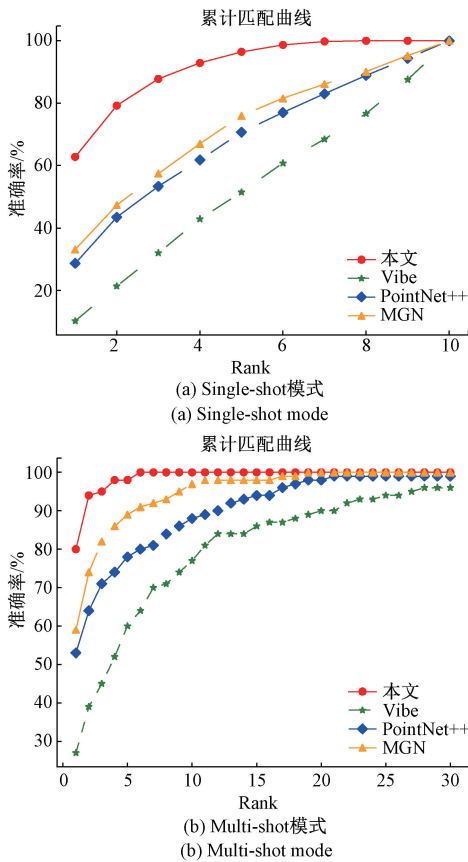 累计匹配曲线
100
80
60
40
20
准确率/%
本文
Vibe
PointNet++
MGN
2 4 6 8 10
Rank
(a) Single-shot模式
(a) Single-shot mode
累计匹配曲线
100
90
80
70
60
50
40
30
准确率/%
本文
Vibe
PointNet++
MGN
0 5 10 15 20 25 30
Rank
(b) Multi-shot模式
(b) Multi-shot mode